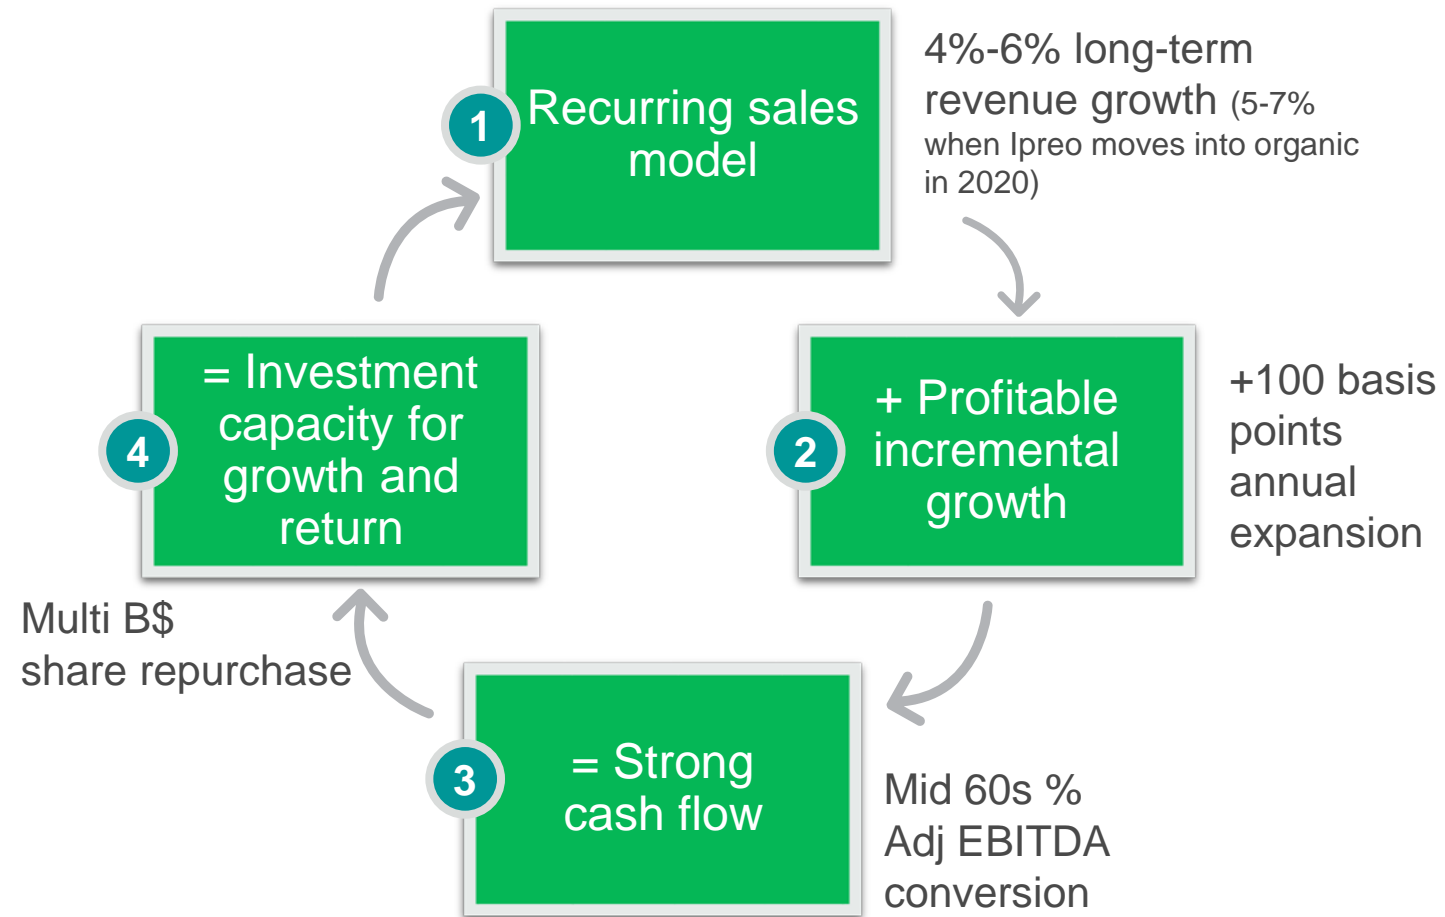 1
Recurring sales
model
4%-6% long-term
revenue growth (5-7%
when Ipreo moves into organic
in 2020)
2
+ Profitable
incremental
growth
+100 basis
points
annual
expansion
3
= Strong
cash flow
Mid 60s %
Adj EBITDA
conversion
4
= Investment
capacity for
growth and
return
Multi B$
share repurchase